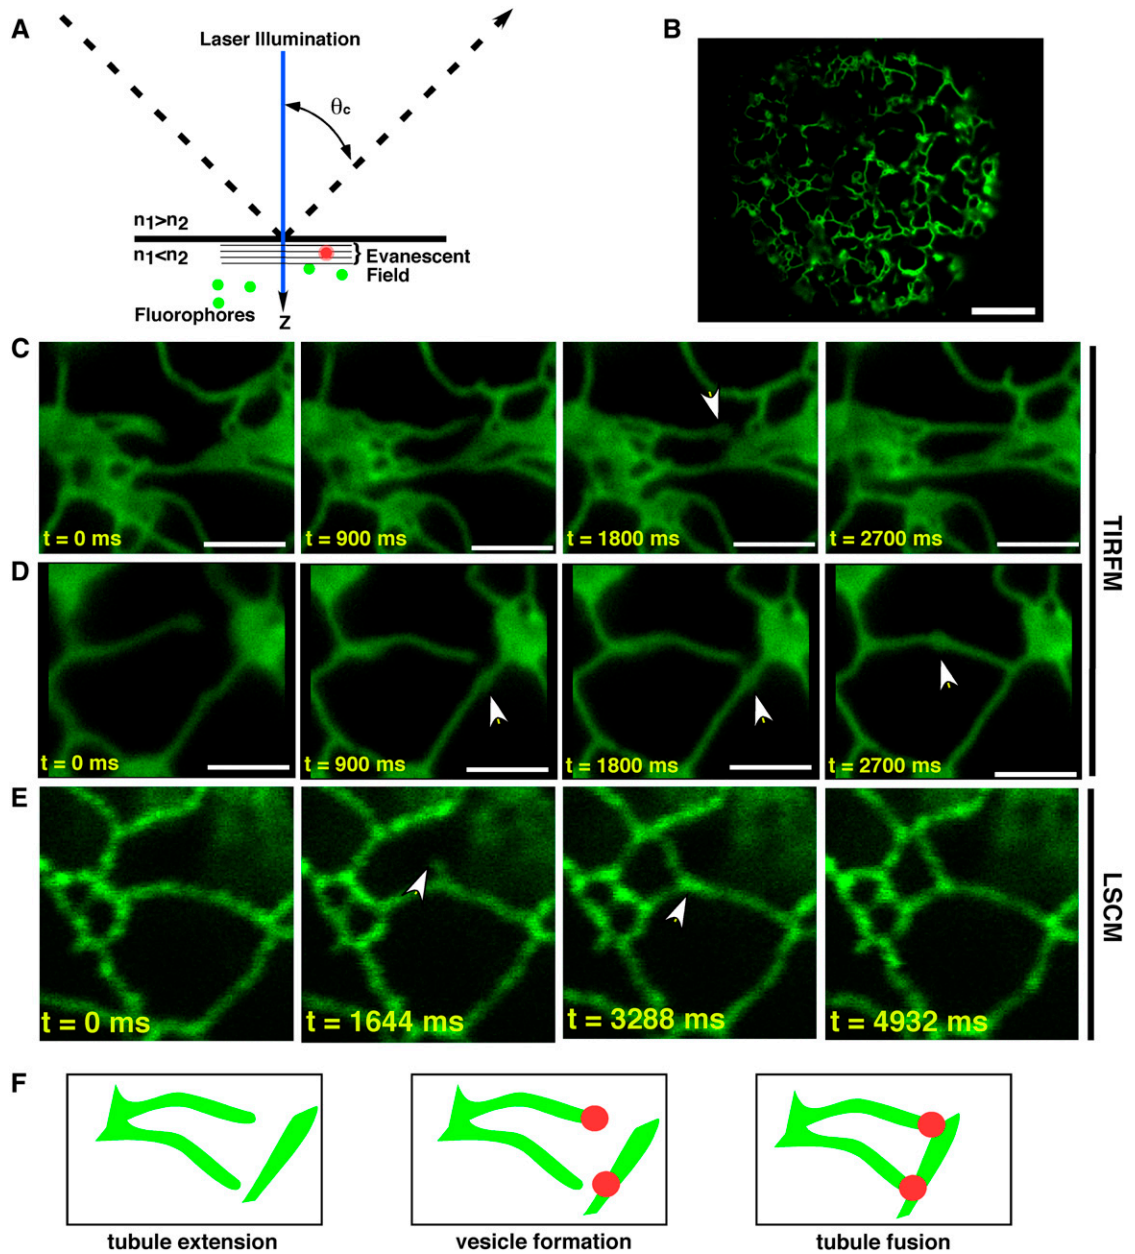 A
Laser Illumination
θc
n1>n2
n1<n2
Evanescent
Field
Fluorophores
Z
B
C
t = 0 ms
t = 900 ms
t = 1800 ms
t = 2700 ms
TIRFM
D
t = 0 ms
t = 900 ms
t = 1800 ms
t = 2700 ms
E
t = 0 ms
t = 1644 ms
t = 3288 ms
t = 4932 ms
LSCM
F
tubule extension
vesicle formation
tubule fusion